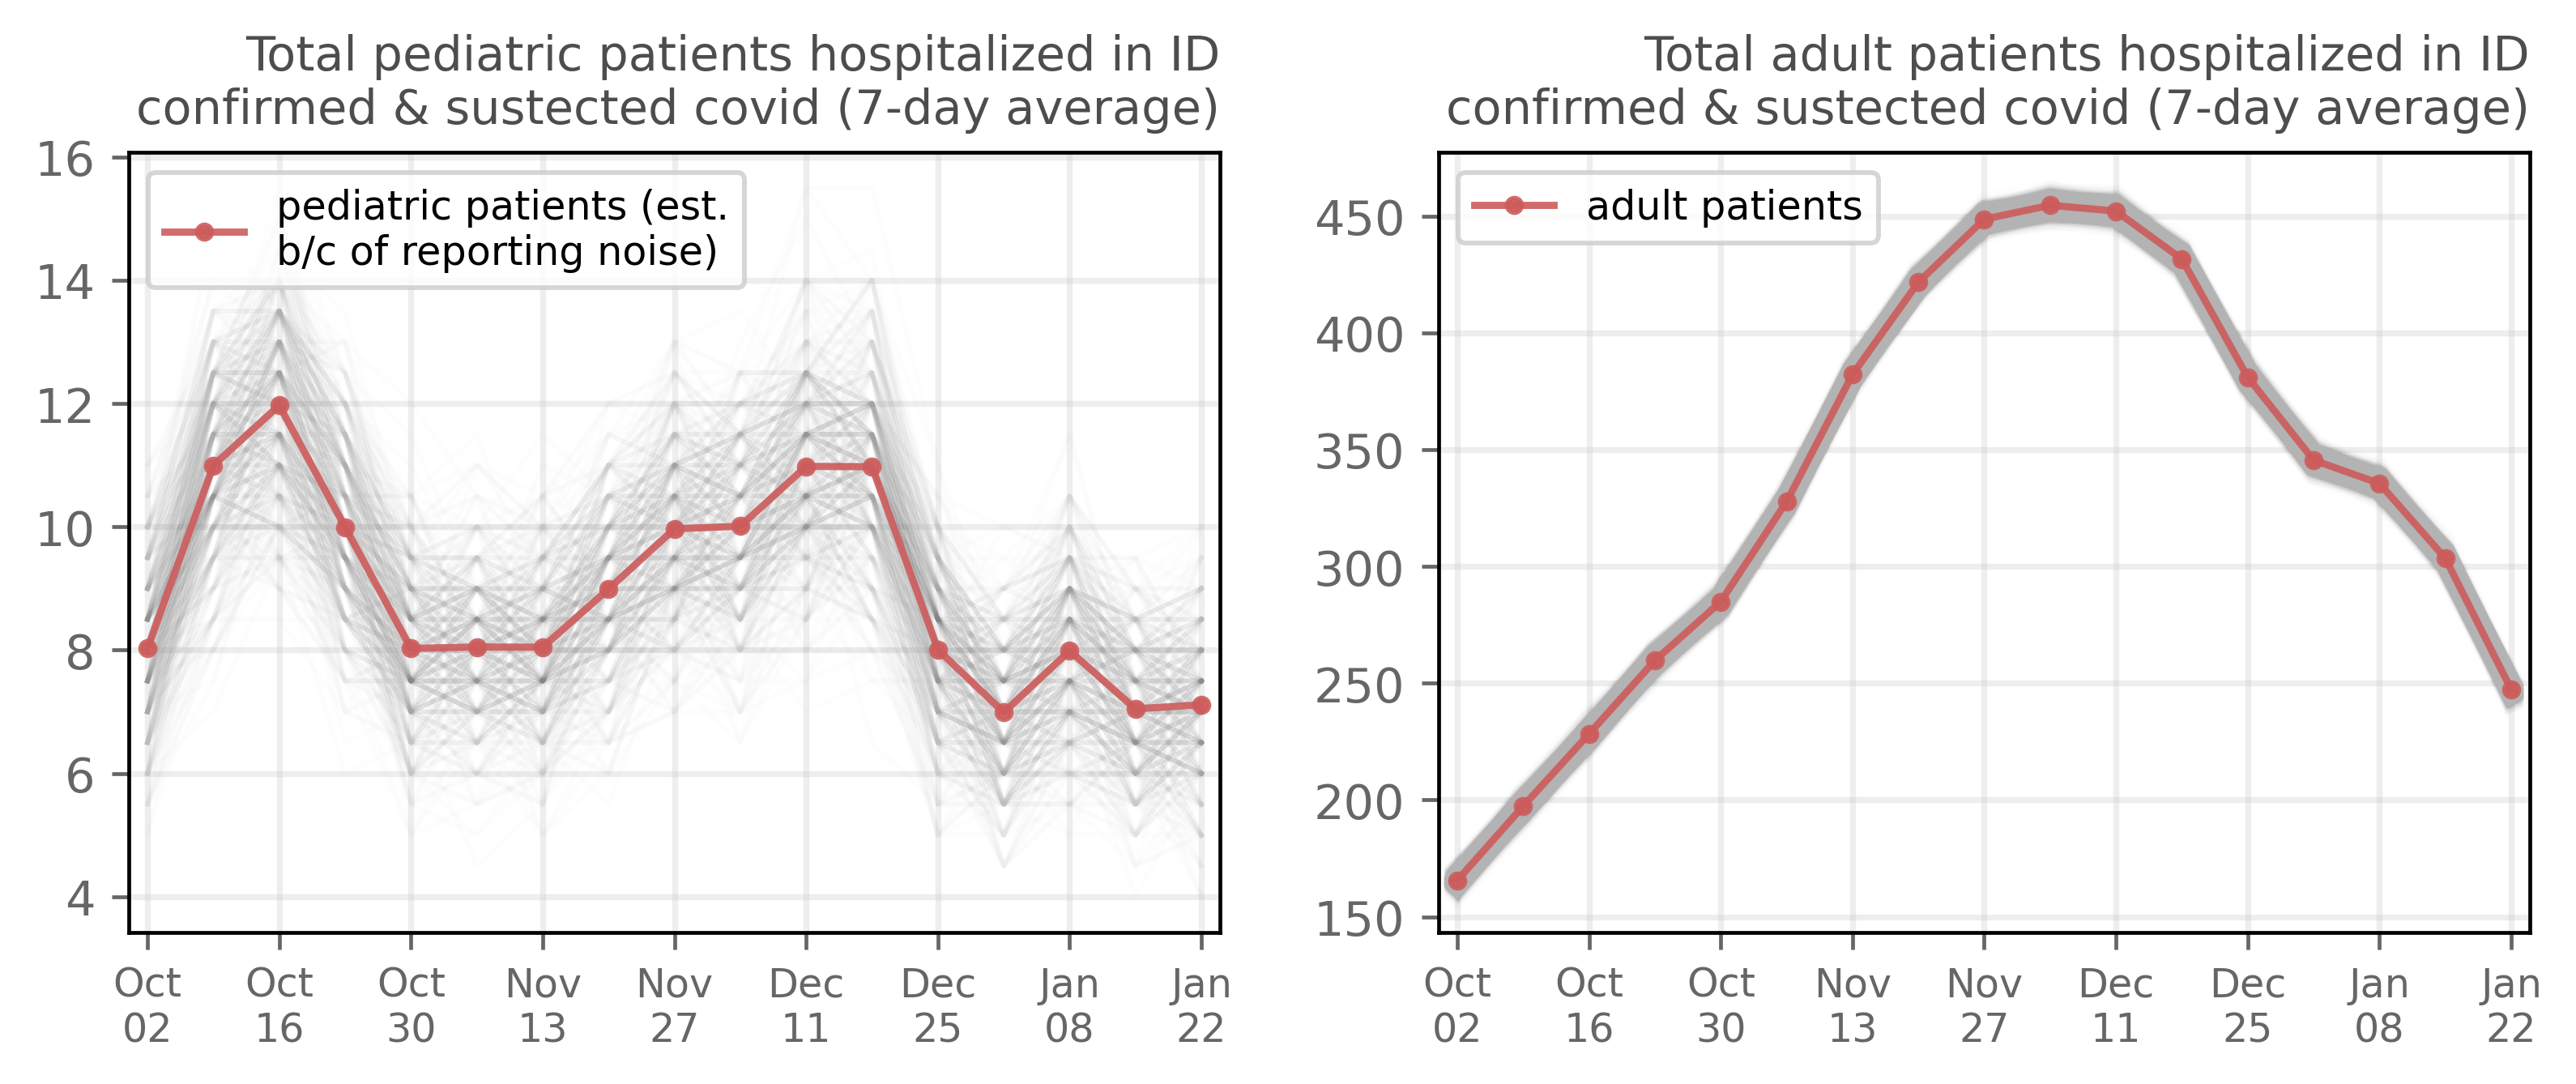 Total pediatric patients hospitalized in ID
confirmed & sustected covid (7-day average)
16
14
12
10
8
6
4
pediatric patients (est.
b/c of reporting noise)
Oct Oct Oct Nov Nov Dec Dec Jan Jan
02 16 30 13 27 11 25 08 22
Total adult patients hospitalized in ID
confirmed & sustected covid (7-day average)
450
400
350
300
250
200
150
adult patients
Oct Oct Oct Nov Nov Dec Dec Jan Jan
02 16 30 13 27 11 25 08 22